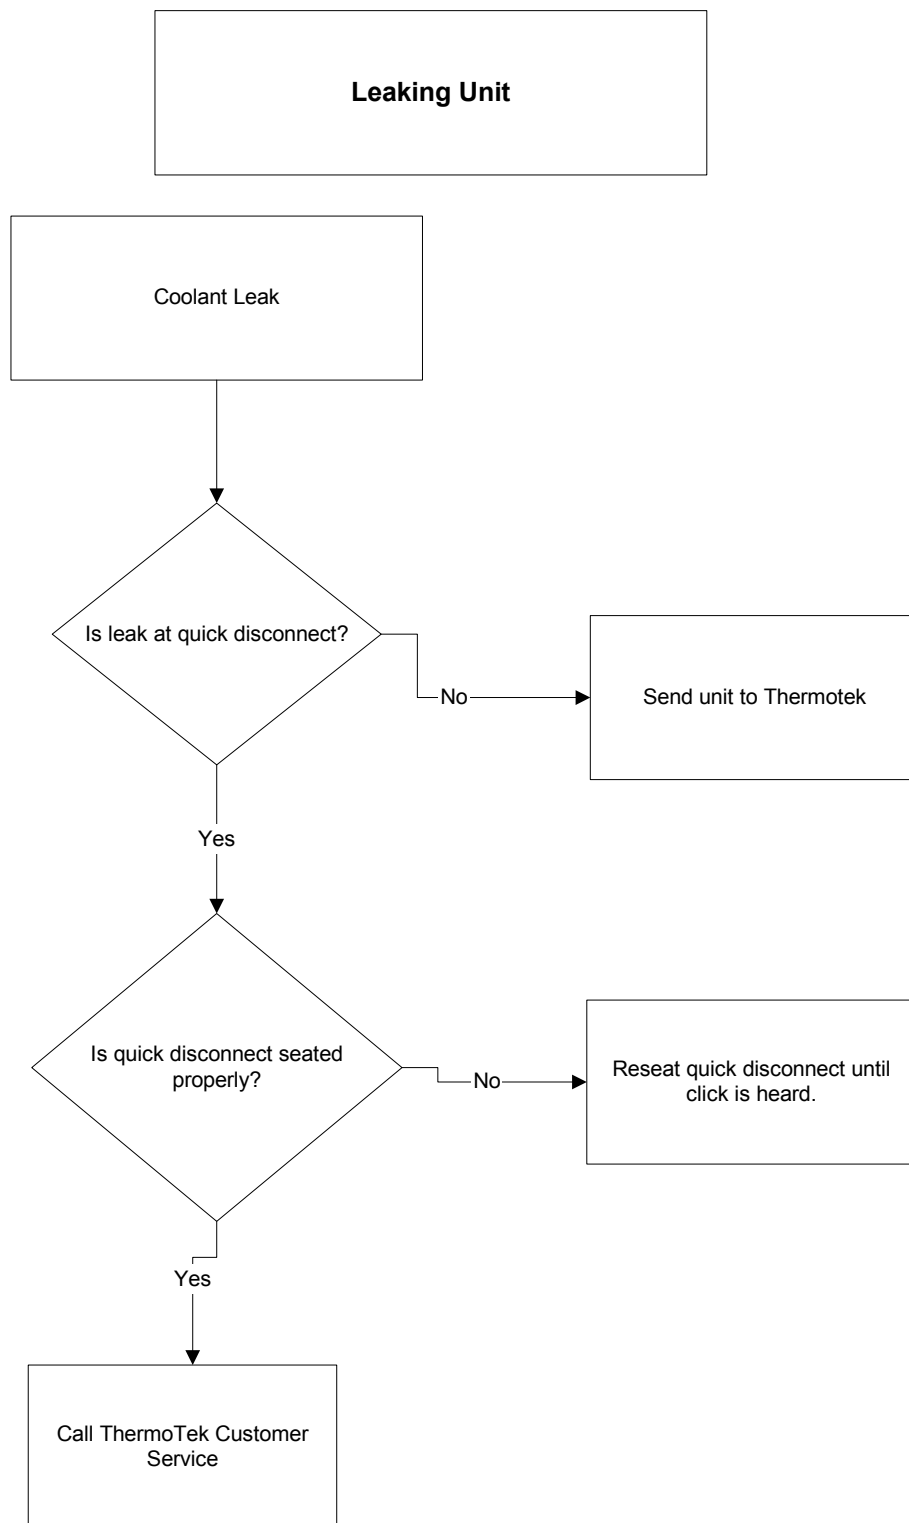 Leaking Unit
Coolant Leak
Is leak at quick disconnect?
No
Send unit to Thermotek
Yes
Is quick disconnect seated
properly?
No
Reseat quick disconnect until
click is heard.
Yes
Call ThermoTek Customer
Service